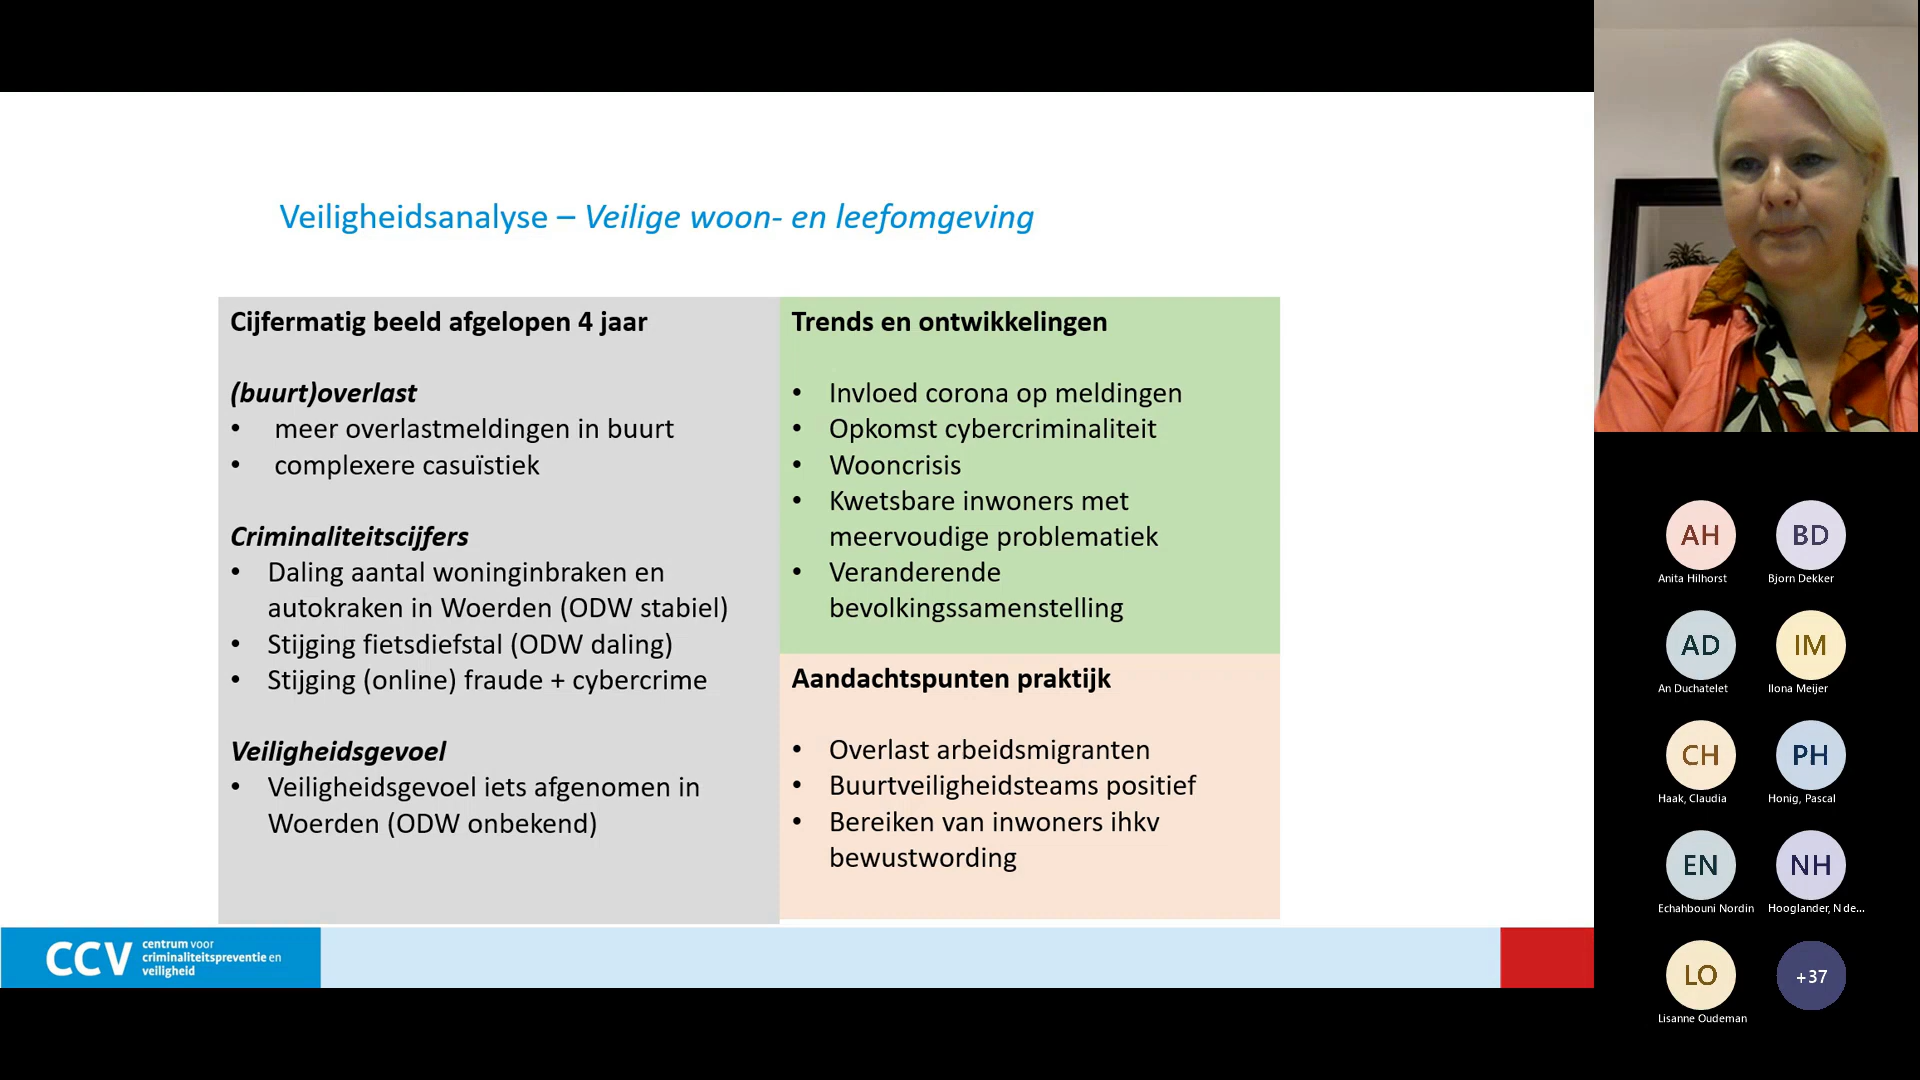 Veiligheidsanalyse – Veilige woon- en leefomgeving
Cijfermatig beeld afgelopen 4 jaar
(buurt)overlast
• meer overlastmeldingen in buurt
• complexere casuïstiek
Criminaliteitscijfers
• Daling aantal woninginbraken en
autokraken in Woerden (ODW stabiel)
• Stijging fietsdiefstal (ODW daling)
• Stijging (online) fraude + cybercrime
Veiligheidsgevoel
• Veiligheidsgevoel iets afgenomen in
Woerden (ODW onbekend)
Trends en ontwikkelingen
• Invloed corona op meldingen
• Opkomst cybercriminaliteit
• Wooncrisis
• Kwetsbare inwoners met
meervoudige problematiek
• Veranderende
bevolkingssamenstelling
Aandachtspunten praktijk
• Overlast arbeidsmigranten
• Buurtveiligheidsteams positief
• Bereiken van inwoners ihkv
bewustwording
CCV
centrum voor
criminaliteitspreventie en
veiligheid
AH
Anita Hilhorst
BD
Bjorn Dekker
AD
An Duchatelet
IM
Ilona Meijer
CH
Haak, Claudia
PH
Honig, Pascal
EN
Echahbouni Nordin
NH
Hooglander, N de...
LO
Lisanne Oudeman
+37